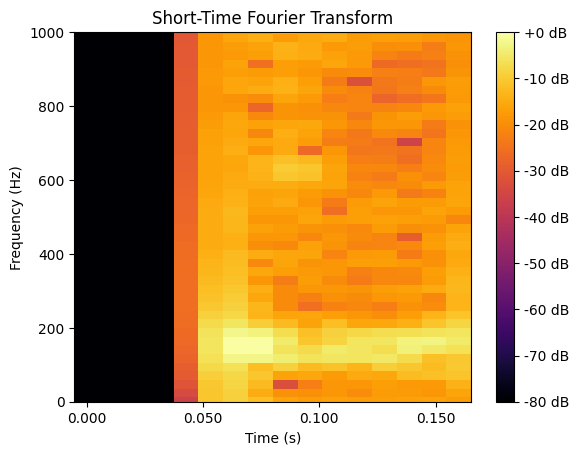 Short-Time Fourier Transform
1000
800
600
400
200
0
Frequency (Hz)
0.000
0.050
0.100
0.150
Time (s)
+0 dB
-10 dB
-20 dB
-30 dB
-40 dB
-50 dB
-60 dB
-70 dB
-80 dB